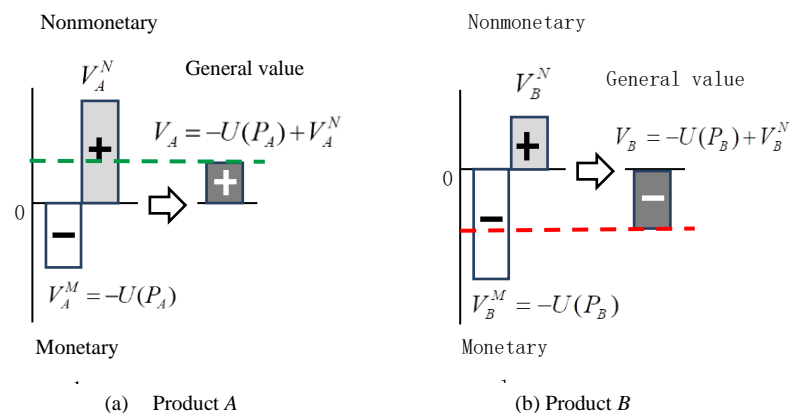 Nonmonetary
V_A^N
General value
V_A = -U(P_A) + V_A^N
+
+
0
−
V_A^M = -U(P_A)
Monetary
(a) Product A
Nonmonetary
V_B^N
General value
V_B = -U(P_B) + V_B^N
+
0
−
−
V_B^M = -U(P_B)
Monetary
(b) Product B